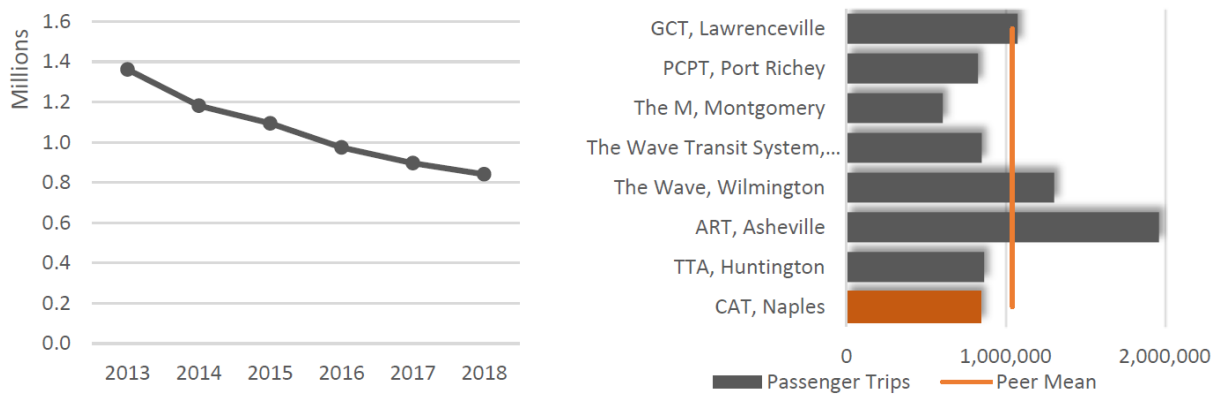 Millions
1.6
1.4
1.2
1.0
0.8
0.6
0.4
0.2
0.0
2013 2014 2015 2016 2017 2018
GCT, Lawrenceville
PCPT, Port Richey
The M, Montgomery
The Wave Transit System,...
The Wave, Wilmington
ART, Asheville
TTA, Huntington
CAT, Naples
0 1,000,000 2,000,000
Passenger Trips Peer Mean